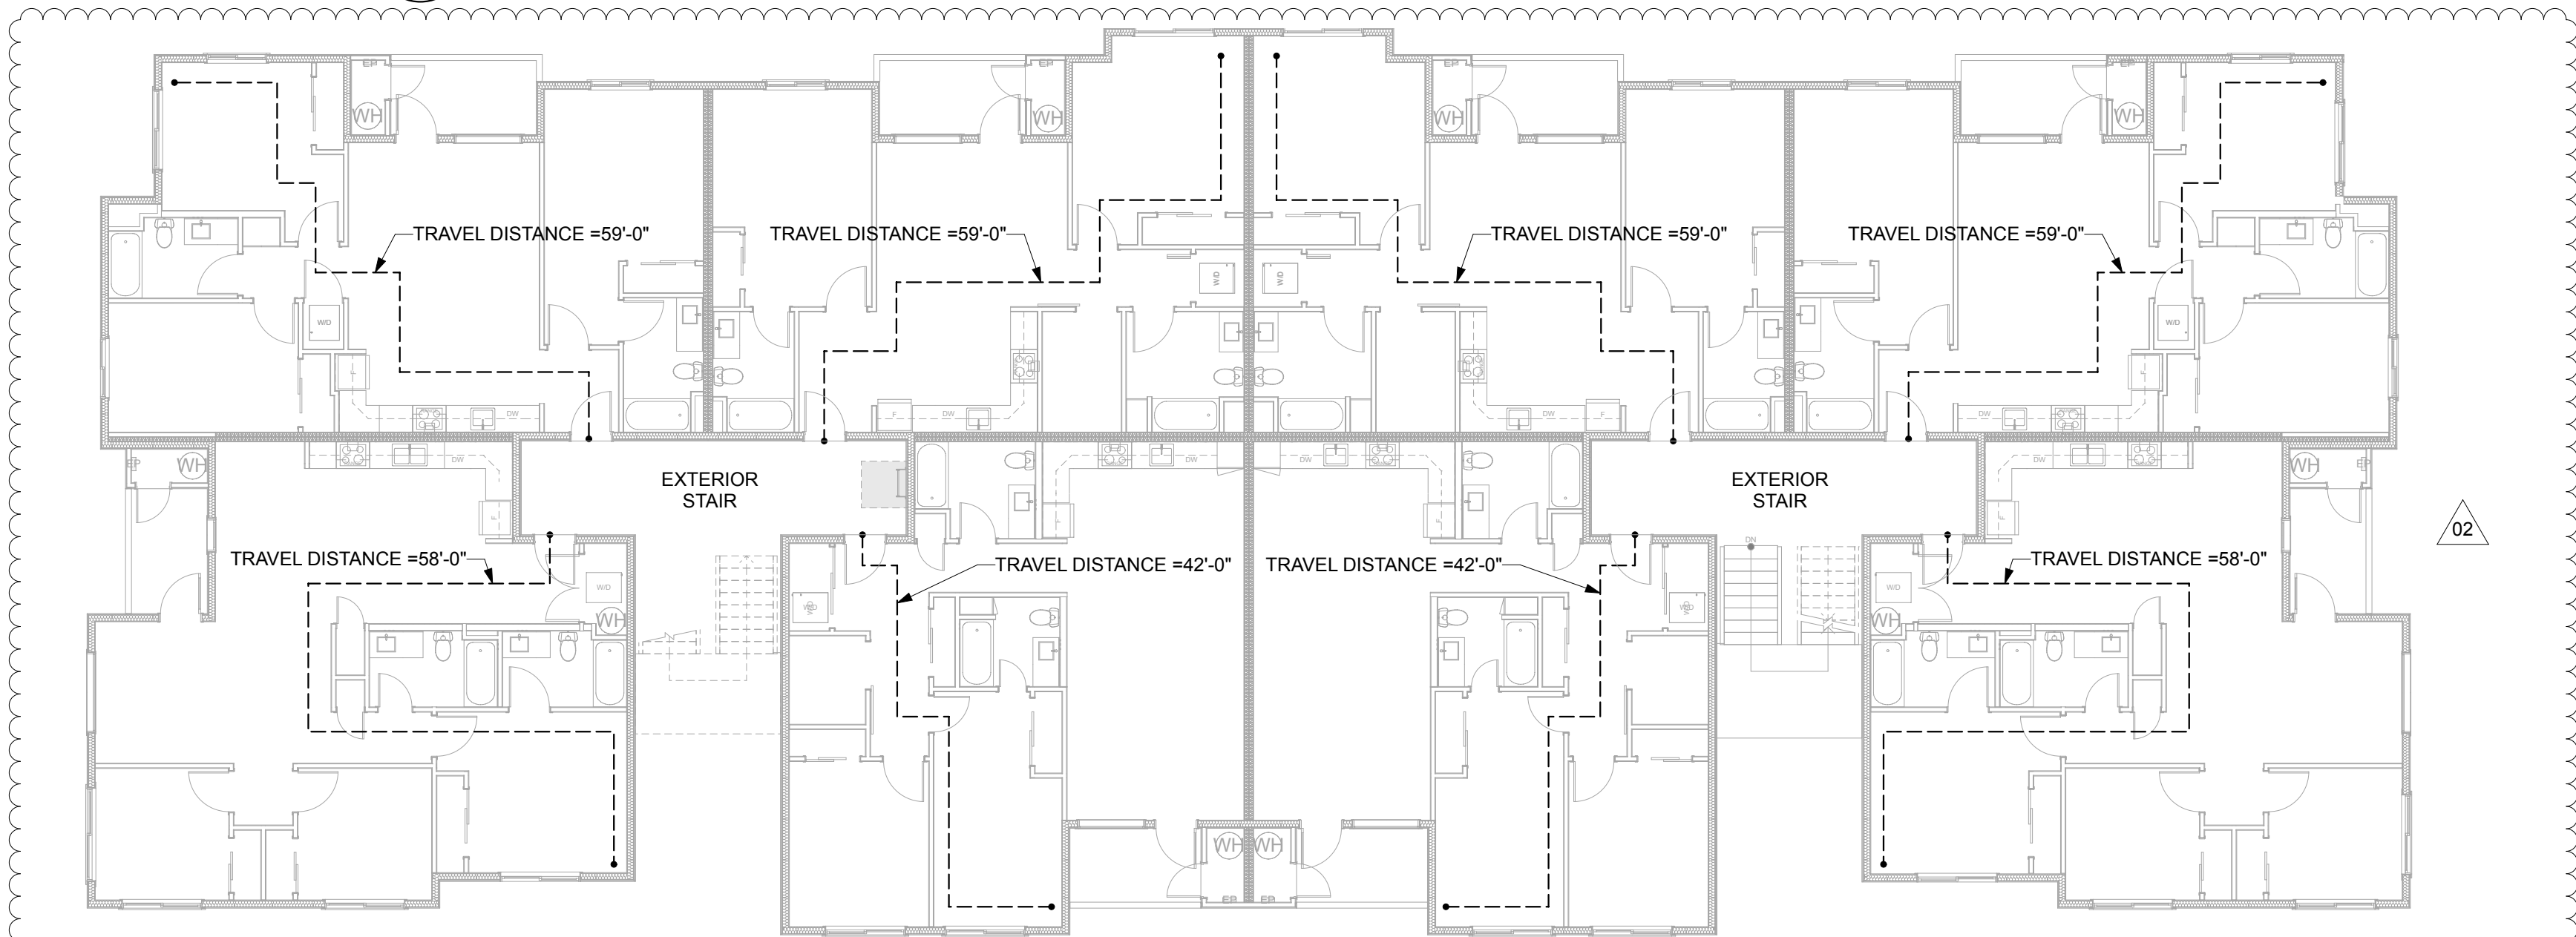 WH
WH
WH
WH
TRAVEL DISTANCE =59'-0"
TRAVEL DISTANCE =59'-0"
TRAVEL DISTANCE =59'-0"
TRAVEL DISTANCE =59'-0"
W/D
W/D
W/D
W/D
F
DW
F
DW
DW
F
DW
F
WH
DW
EXTERIOR
STAIR
DW
DW
EXTERIOR
STAIR
DW
WH
F
F
F
F
02
DN
TRAVEL DISTANCE =58'-0"
TRAVEL DISTANCE =42'-0"
TRAVEL DISTANCE =42'-0"
TRAVEL DISTANCE =58'-0"
W/D
W/D
W/D
W/D
WH
WH
WH
WH
EP
EP